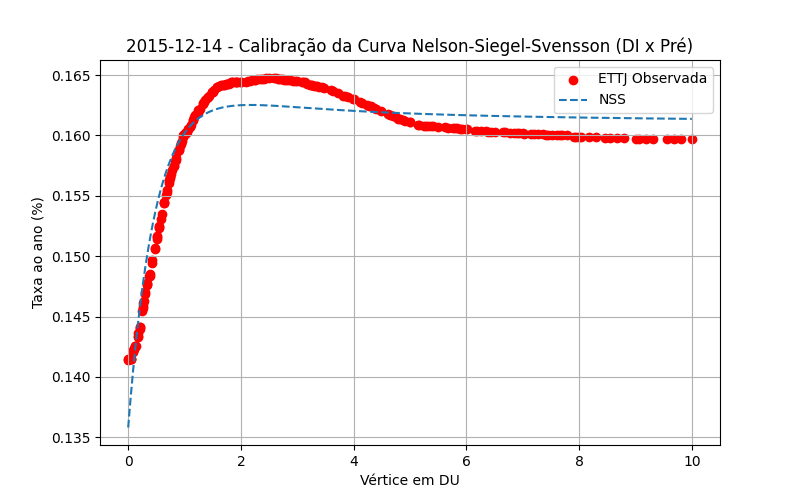 2015-12-14 - Calibração da Curva Nelson-Siegel-Svensson (DI x Pré)
ETTJ Observada
NSS
Taxa ao ano (%)
0.165
0.160
0.155
0.150
0.145
0.140
0.135
0
2
4
6
8
10
Vértice em DU